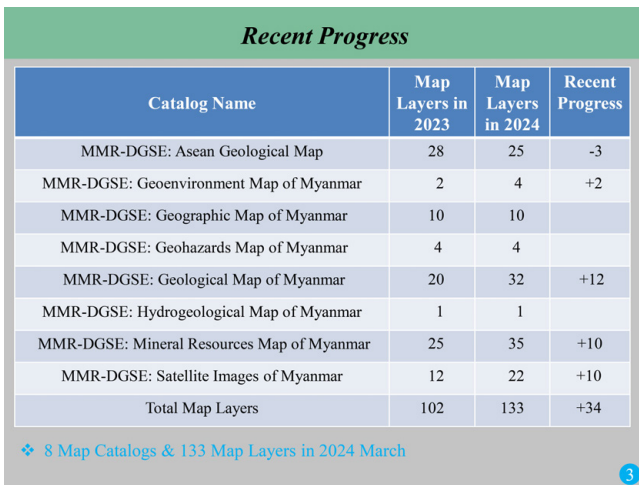 Recent Progress
Catalog Name Map Layers in 2023 Map Layers in 2024 Recent Progress
MMR-DGSE: Asean Geological Map 28 25 -3
MMR-DGSE: Geoenvironment Map of Myanmar 2 4 +2
MMR-DGSE: Geographic Map of Myanmar 10 10
MMR-DGSE: Geohazards Map of Myanmar 4 4
MMR-DGSE: Geological Map of Myanmar 20 32 +12
MMR-DGSE: Hydrogeological Map of Myanmar 1 1
MMR-DGSE: Mineral Resources Map of Myanmar 25 35 +10
MMR-DGSE: Satellite Images of Myanmar 12 22 +10
Total Map Layers 102 133 +34
❖ 8 Map Catalogs & 133 Map Layers in 2024 March
3